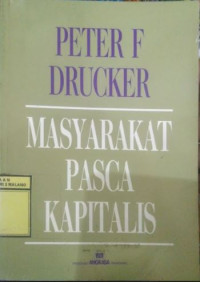 PETER F
DRUCKER
MASYARAKAT
PASCA
KAPITALIS